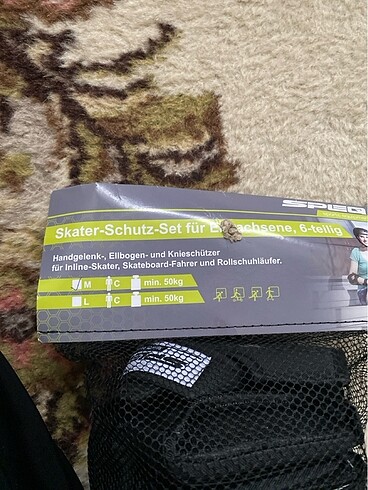 SPEQ
Skater-Schutz-Set für Erwachsene, 6-teilig
Handgelenk-, Ellbogen- und Knieschützer
für Inline-Skater, Skateboard-Fahrer und Rollschuhläufer.
M C min. 50kg
L C min. 50kg